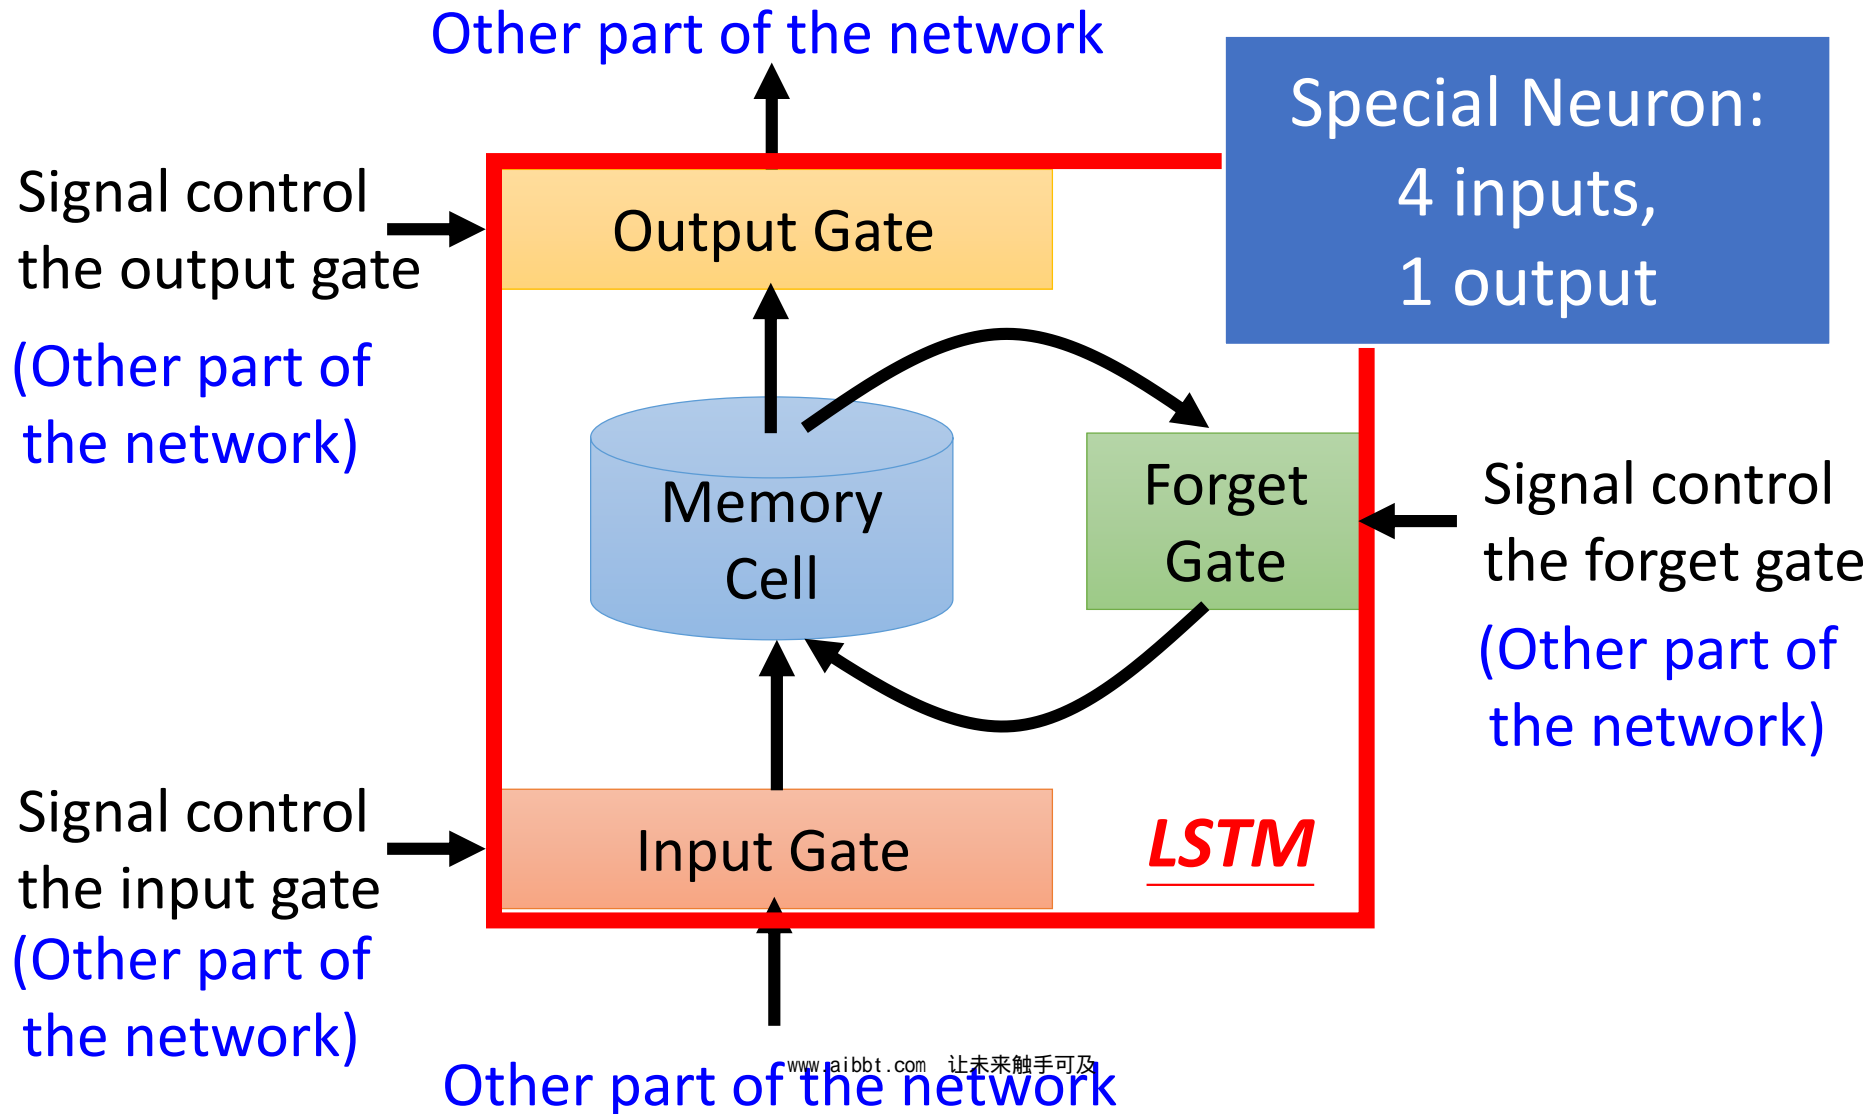 Other part of the network
Special Neuron:
4 inputs,
1 output
Signal control
the output gate
(Other part of
the network)
Output Gate
Memory
Cell
Forget
Gate
Signal control
the forget gate
(Other part of
the network)
Signal control
the input gate
(Other part of
the network)
Input Gate
LSTM
www.aibbt.com 让未来触手可及
Other part of the network